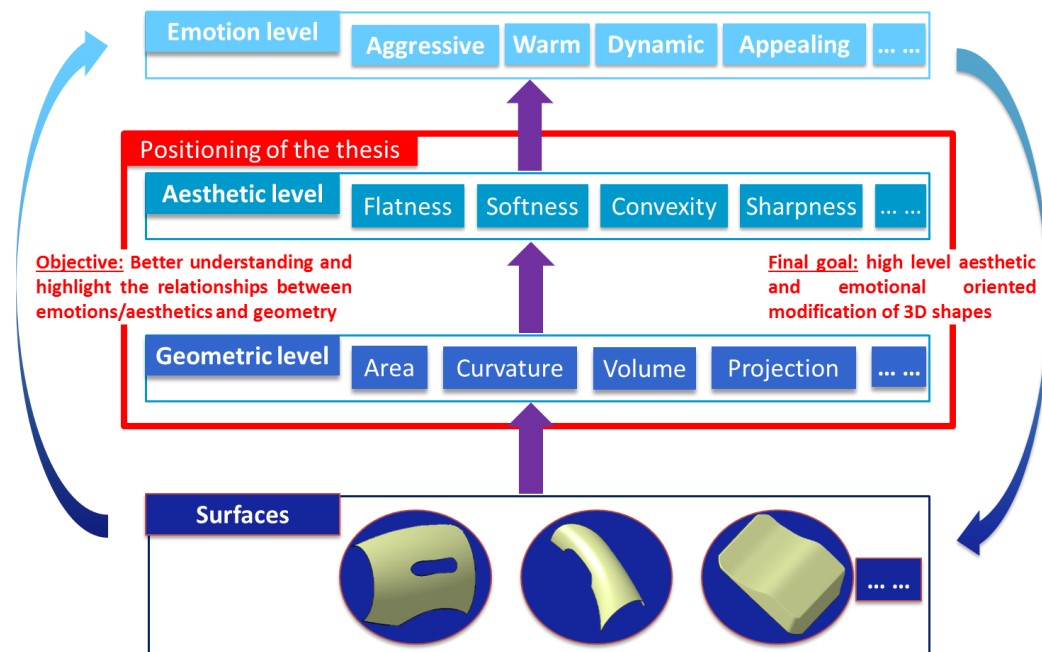 Emotion level
Aggressive Warm Dynamic Appealing ... ...
Positioning of the thesis
Aesthetic level
Flatness Softness Convexity Sharpness ... ...
Objective: Better understanding and
highlight the relationships between
emotions/aesthetics and geometry
Final goal: high level aesthetic
and emotional oriented
modification of 3D shapes
Geometric level
Area Curvature Volume Projection ... ...
Surfaces
... ...